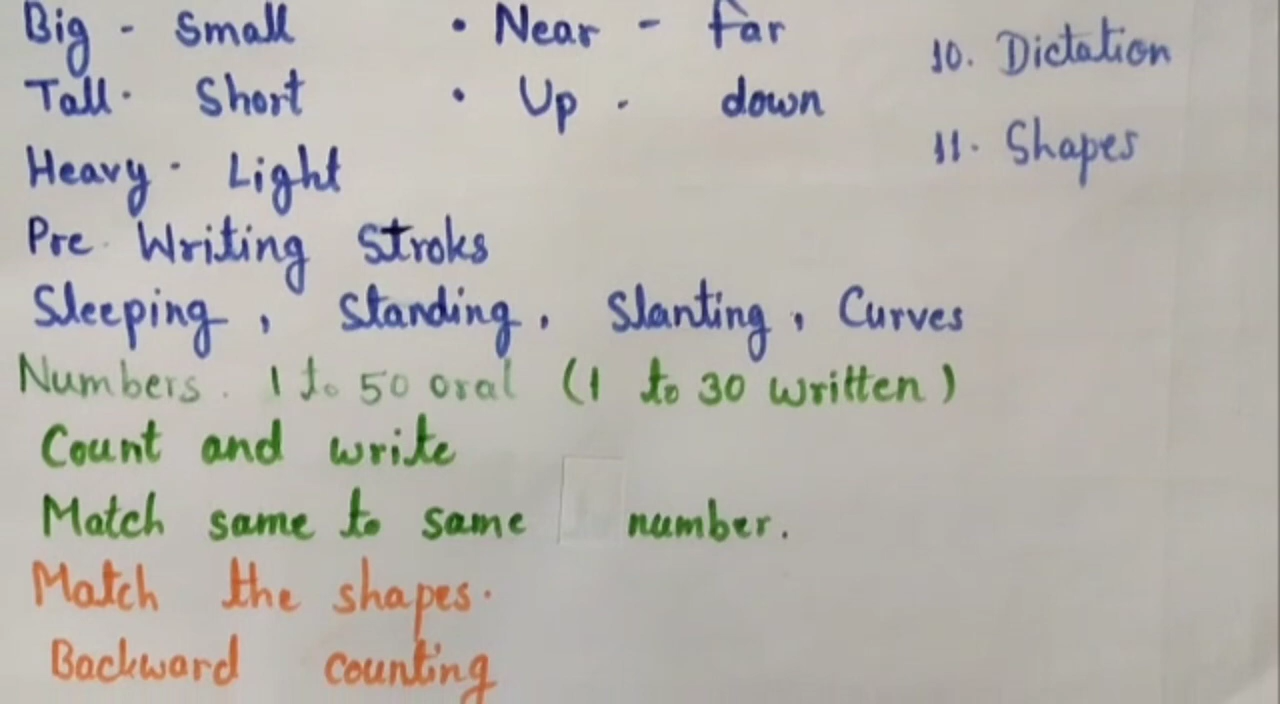 Big - Small
Tall. Short
Heavy. Light
• Near - far
• Up. down
10. Dictation
11. Shapes
Pre Writing Stroks
Sleeping, Standing, Slanting, Curves
Numbers. 1 to 50 oral (1 to 30 written)
Count and write
Match same to same number.
Match the shapes.
Backward counting